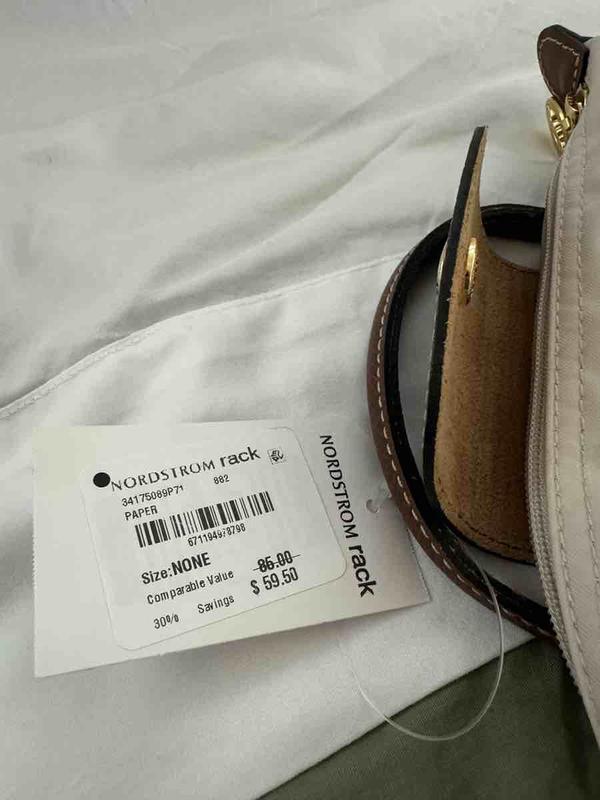 NORDSTROM rack
34175089P71 882
PAPER
671194978798
Size:NONE
Comparable Value 85.00
$ 59.50
30% Savings
NORDSTROM rack